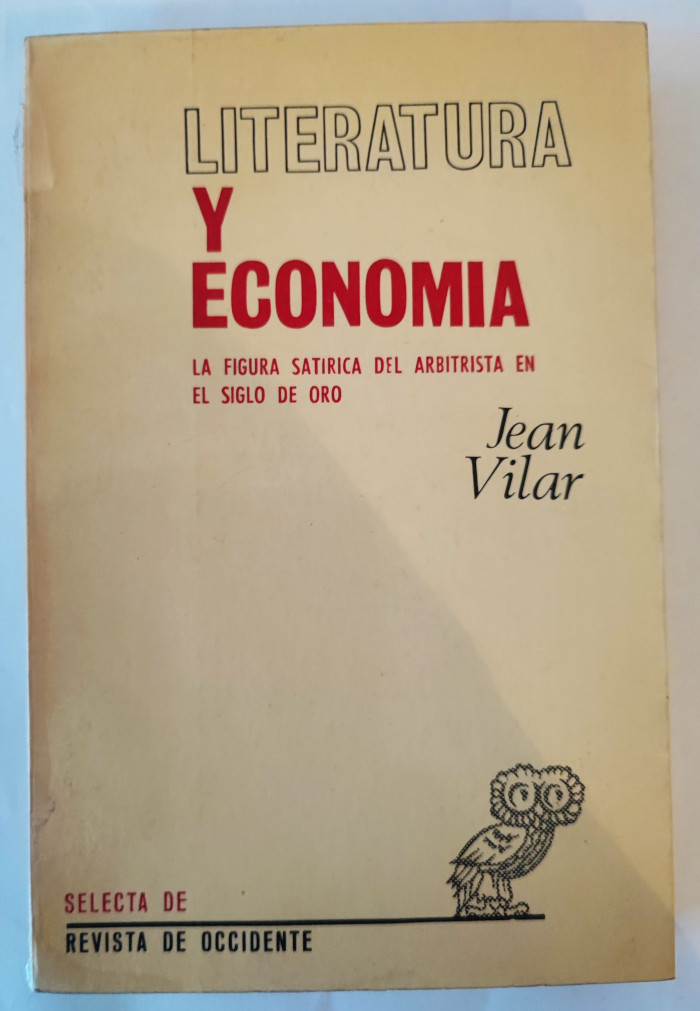 LITERATURA
Y
ECONOMIA
LA FIGURA SATIRICA DEL ARBITRISTA EN
EL SIGLO DE ORO
Jean
Vilar
SELECTA DE
REVISTA DE OCCIDENTE